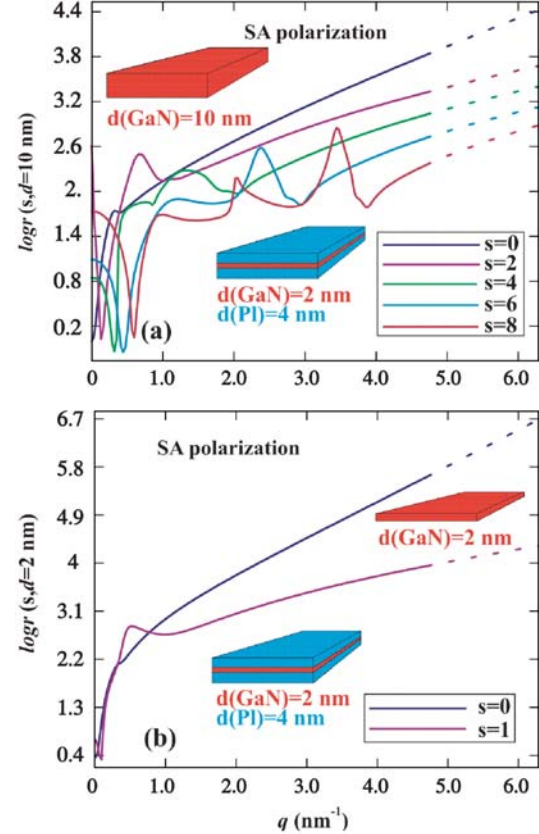 SA polarization
d(GaN)=10 nm
d(GaN)=2 nm
d(Pl)=4 nm
s=0
s=2
s=4
s=6
s=8
(a)
logr (s,d=10 nm)
4.4
3.8
3.2
2.6
2
1.4
0.8
0.2
0 1.0 2.0 3.0 4.0 5.0 6.0
SA polarization
d(GaN)=2 nm
d(GaN)=2 nm
d(Pl)=4 nm
s=0
s=1
(b)
logr (s,d=2 nm)
6.7
5.8
4.9
4
3.1
2.2
1.3
0.4
0 1.0 2.0 3.0 4.0 5.0 6.0
q (nm⁻¹)